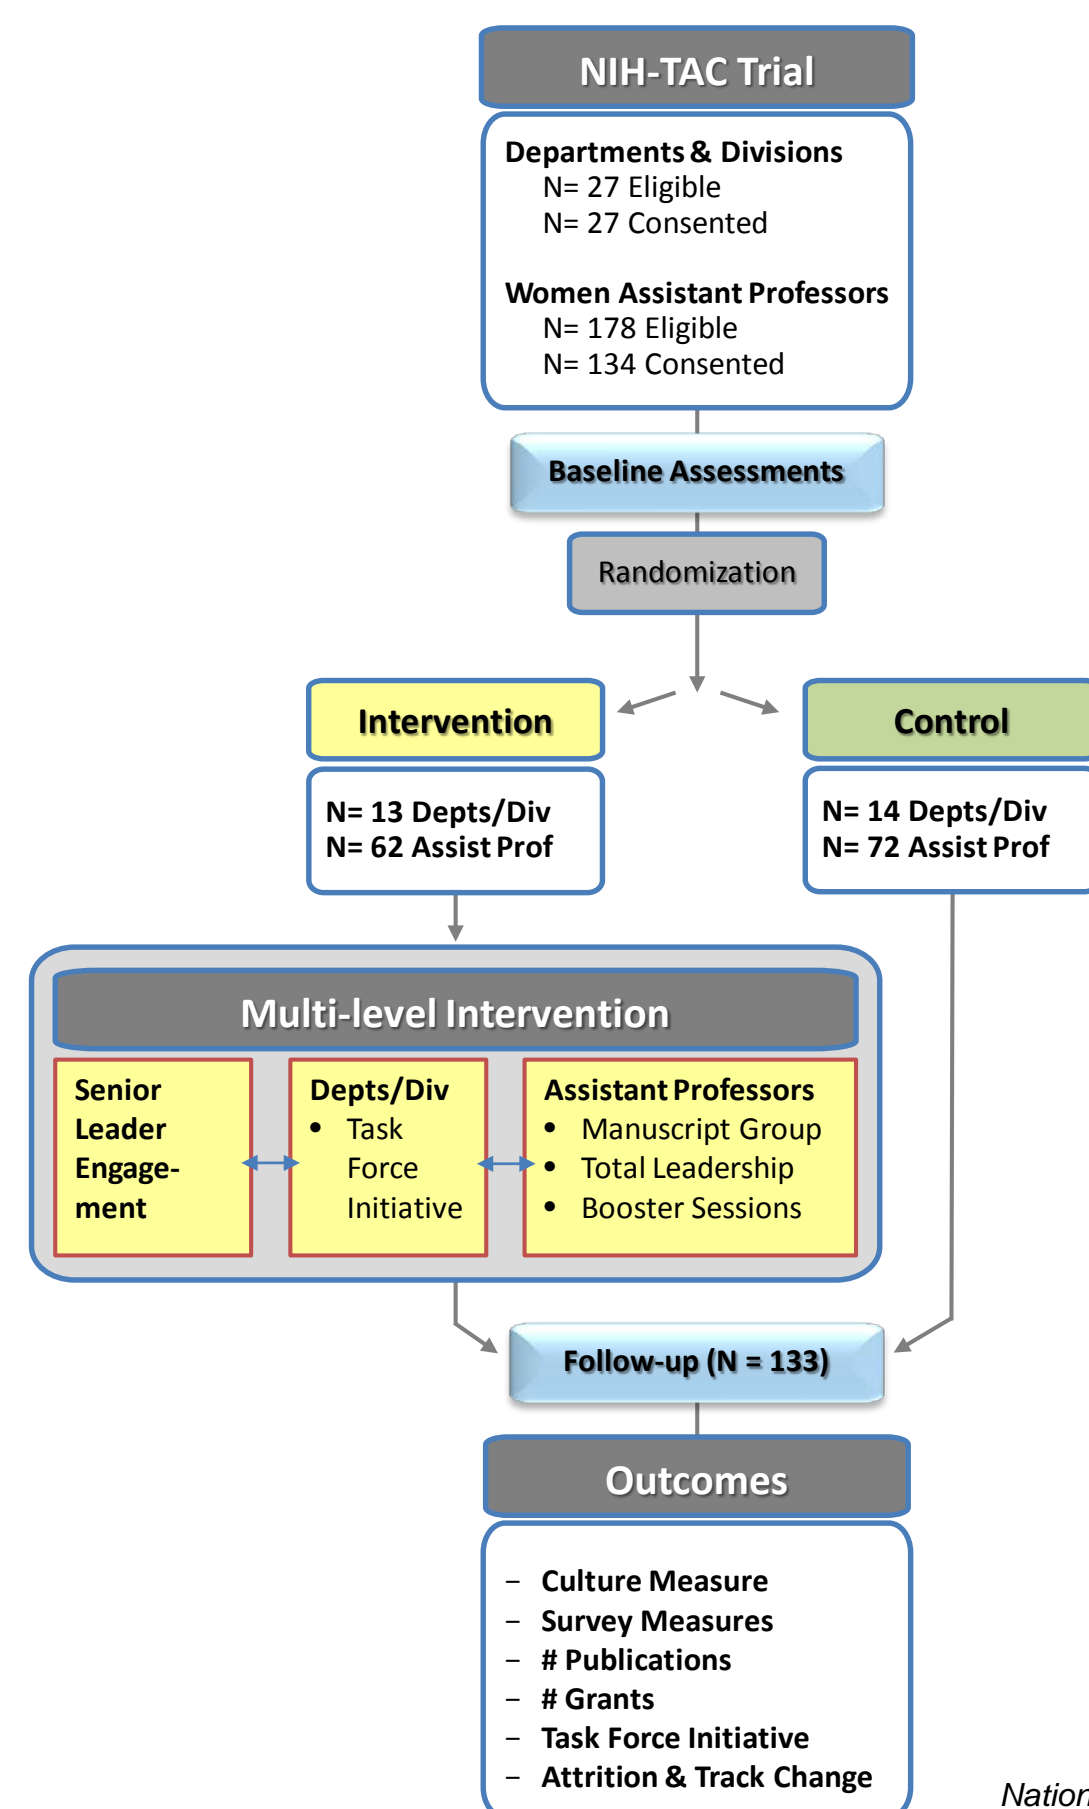 NIH-TAC Trial
Departments & Divisions
N= 27 Eligible
N= 27 Consented
Women Assistant Professors
N= 178 Eligible
N= 134 Consented
Baseline Assessments
Randomization
Intervention
N= 13 Depts/Div
N= 62 Assist Prof
Control
N= 14 Depts/Div
N= 72 Assist Prof
Multi-level Intervention
Senior
Leader
Engage-
ment
Depts/Div
• Task
Force
Initiative
Assistant Professors
• Manuscript Group
• Total Leadership
• Booster Sessions
Follow-up (N = 133)
Outcomes
– Culture Measure
– Survey Measures
– # Publications
– # Grants
– Task Force Initiative
– Attrition & Track Change
Nation